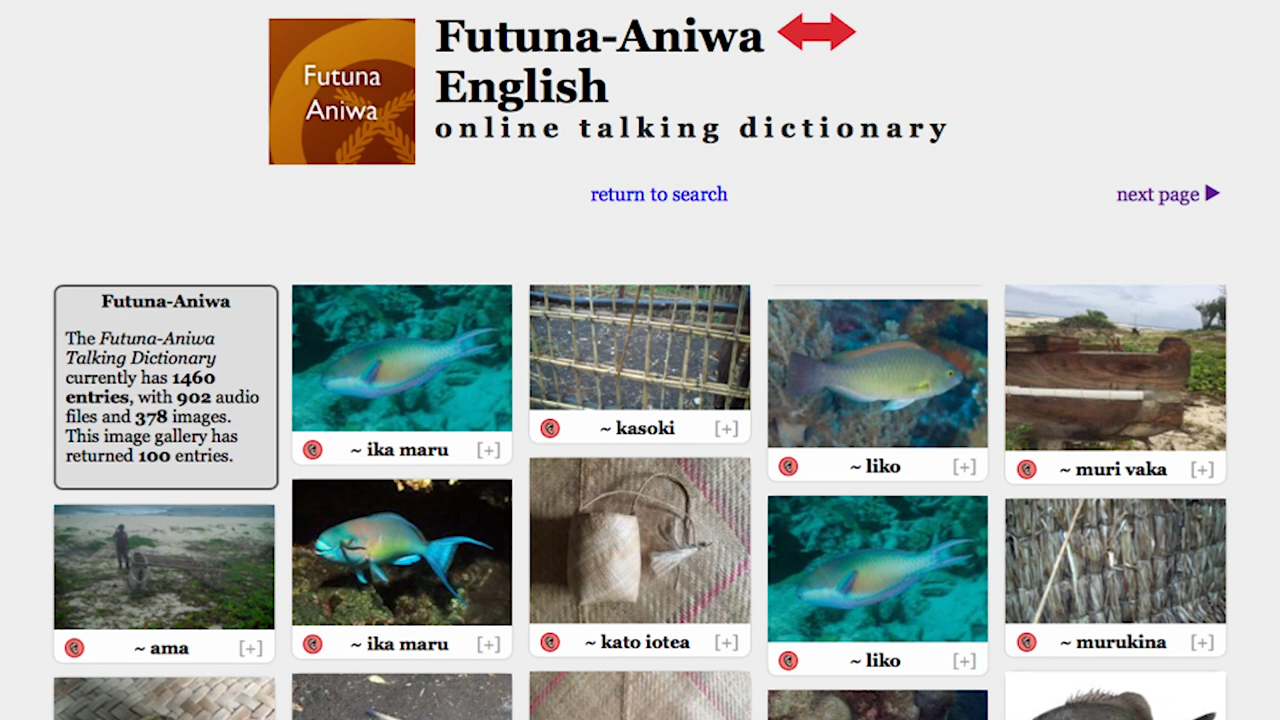 Futuna
Aniwa
Futuna-Aniwa
English
online talking dictionary
return to search
next page
Futuna-Aniwa
The Futuna-Aniwa
Talking Dictionary
currently has 1460
entries, with 902 audio
files and 378 images.
This image gallery has
returned 100 entries.
~ ama [+]
~ ika maru [+]
~ ika maru [+]
~ kasoki [+]
~ kato iotea [+]
~ liko [+]
~ liko [+]
~ muri vaka [+]
~ murukina [+]